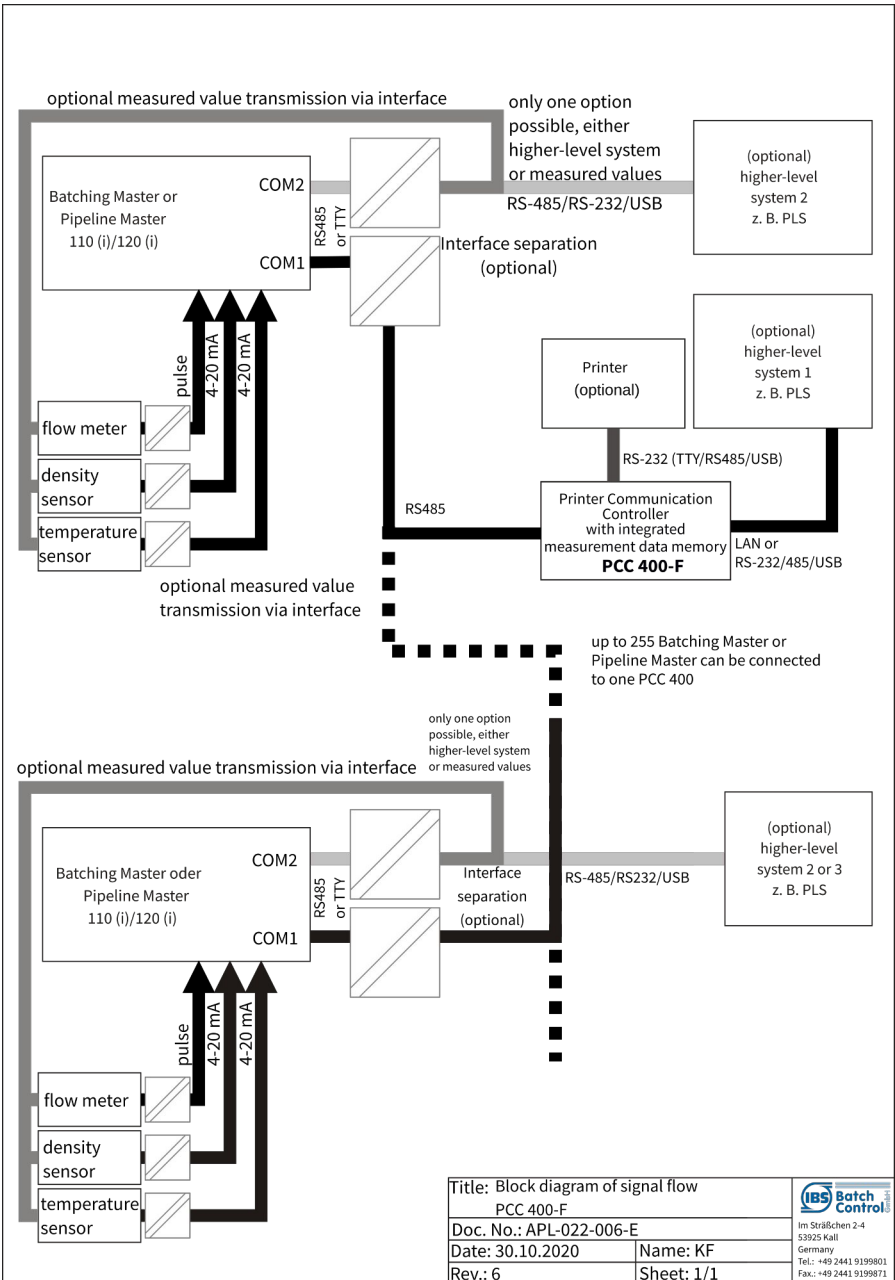 optional measured value transmission via interface
only one option
possible, either
higher-level system
or measured values
RS-485/RS-232/USB
(optional)
higher-level
system 2
z. B. PLS
Batching Master or
Pipeline Master
110 (i)/120 (i)
COM2
COM1
RS485
or TTY
Interface separation
(optional)
pulse
4-20 mA
4-20 mA
flow meter
density
sensor
temperature
sensor
optional measured value
transmission via interface
RS485
Printer
(optional)
(optional)
higher-level
system 1
z. B. PLS
RS-232 (TTY/RS485/USB)
Printer Communication
Controller
with integrated
measurement data memory
PCC 400-F
LAN or
RS-232/485/USB
up to 255 Batching Master or
Pipeline Master can be connected
to one PCC 400
only one option
possible, either
higher-level system
or measured values
optional measured value transmission via interface
Batching Master oder
Pipeline Master
110 (i)/120 (i)
COM2
COM1
RS485
or TTY
Interface
separation
(optional)
RS-485/RS232/USB
(optional)
higher-level
system 2 or 3
z. B. PLS
pulse
4-20 mA
4-20 mA
flow meter
density
sensor
temperature
sensor
Title: Block diagram of signal flow
PCC 400-F
Doc. No.: APL-022-006-E
Date: 30.10.2020
Name: KF
Rev.: 6
Sheet: 1/1
IBS Batch
Control GmbH
Im Sträßchen 2-4
53925 Kall
Germany
Tel.: +49 2441 9199801
Fax.: +49 2441 9199871